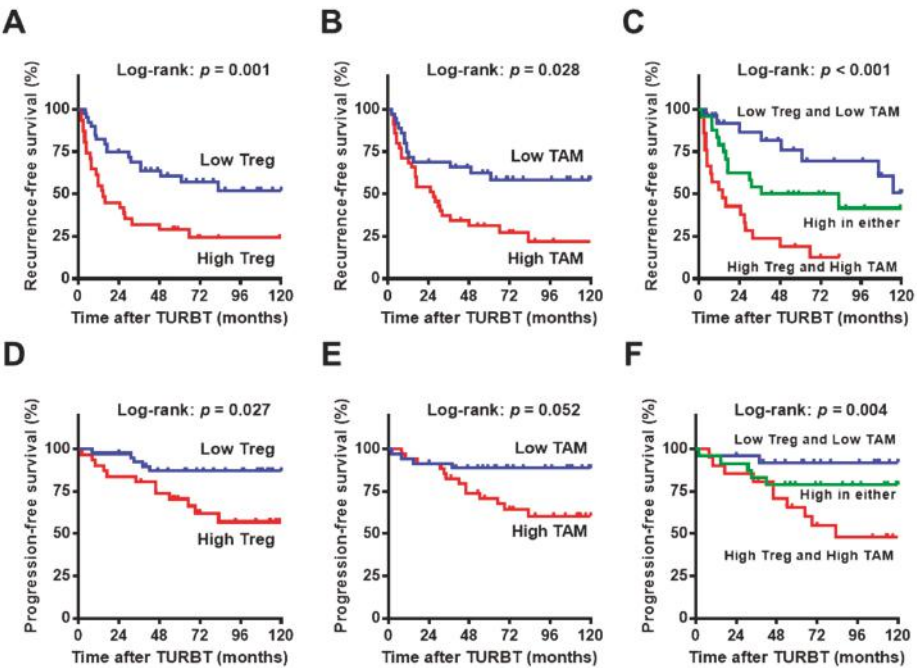 A
Log-rank: p = 0.001
Recurrence-free survival (%)
100
75
50
25
0
Low Treg
High Treg
0 24 48 72 96 120
Time after TURBT (months)
B
Log-rank: p = 0.028
Recurrence-free survival (%)
100
75
50
25
0
Low TAM
High TAM
0 24 48 72 96 120
Time after TURBT (months)
C
Log-rank: p < 0.001
Recurrence-free survival (%)
100
75
50
25
0
Low Treg and Low TAM
High in either
High Treg and High TAM
0 24 48 72 96 120
Time after TURBT (months)
D
Log-rank: p = 0.027
Progression-free survival (%)
100
75
50
25
0
Low Treg
High Treg
0 24 48 72 96 120
Time after TURBT (months)
E
Log-rank: p = 0.052
Progression-free survival (%)
100
75
50
25
0
Low TAM
High TAM
0 24 48 72 96 120
Time after TURBT (months)
F
Log-rank: p = 0.004
Progression-free survival (%)
100
75
50
25
0
Low Treg and Low TAM
High in either
High Treg and High TAM
0 24 48 72 96 120
Time after TURBT (months)